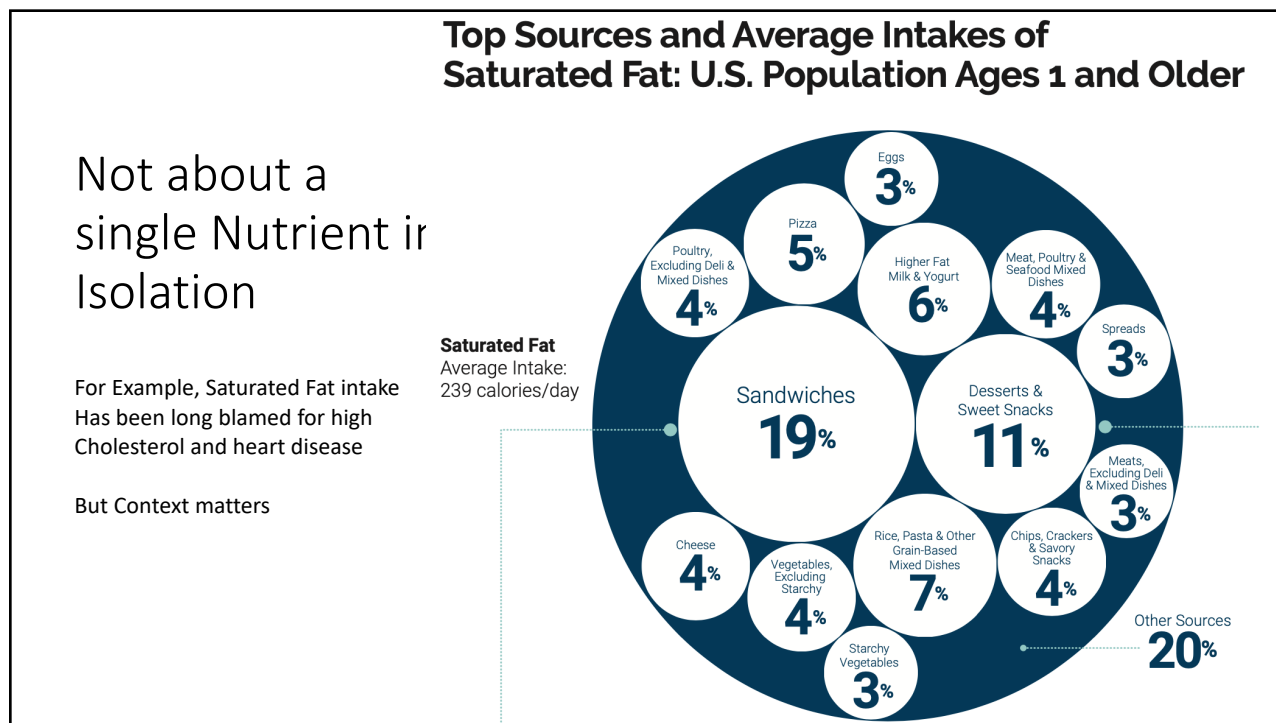 Top Sources and Average Intakes of
Saturated Fat: U.S. Population Ages 1 and Older
Not about a
single Nutrient in
Isolation
For Example, Saturated Fat intake
Has been long blamed for high
Cholesterol and heart disease
But Context matters
Saturated Fat
Average Intake:
239 calories/day
Eggs
3%
Pizza
5%
Poultry,
Excluding Deli &
Mixed Dishes
4%
Higher Fat
Milk & Yogurt
6%
Meat, Poultry &
Seafood Mixed
Dishes
4%
Spreads
3%
Sandwiches
19%
Desserts &
Sweet Snacks
11%
Meats,
Excluding Deli
& Mixed Dishes
3%
Cheese
4%
Vegetables,
Excluding
Starchy
4%
Rice, Pasta & Other
Grain-Based
Mixed Dishes
7%
Chips, Crackers
& Savory
Snacks
4%
Starchy
Vegetables
3%
Other Sources
20%